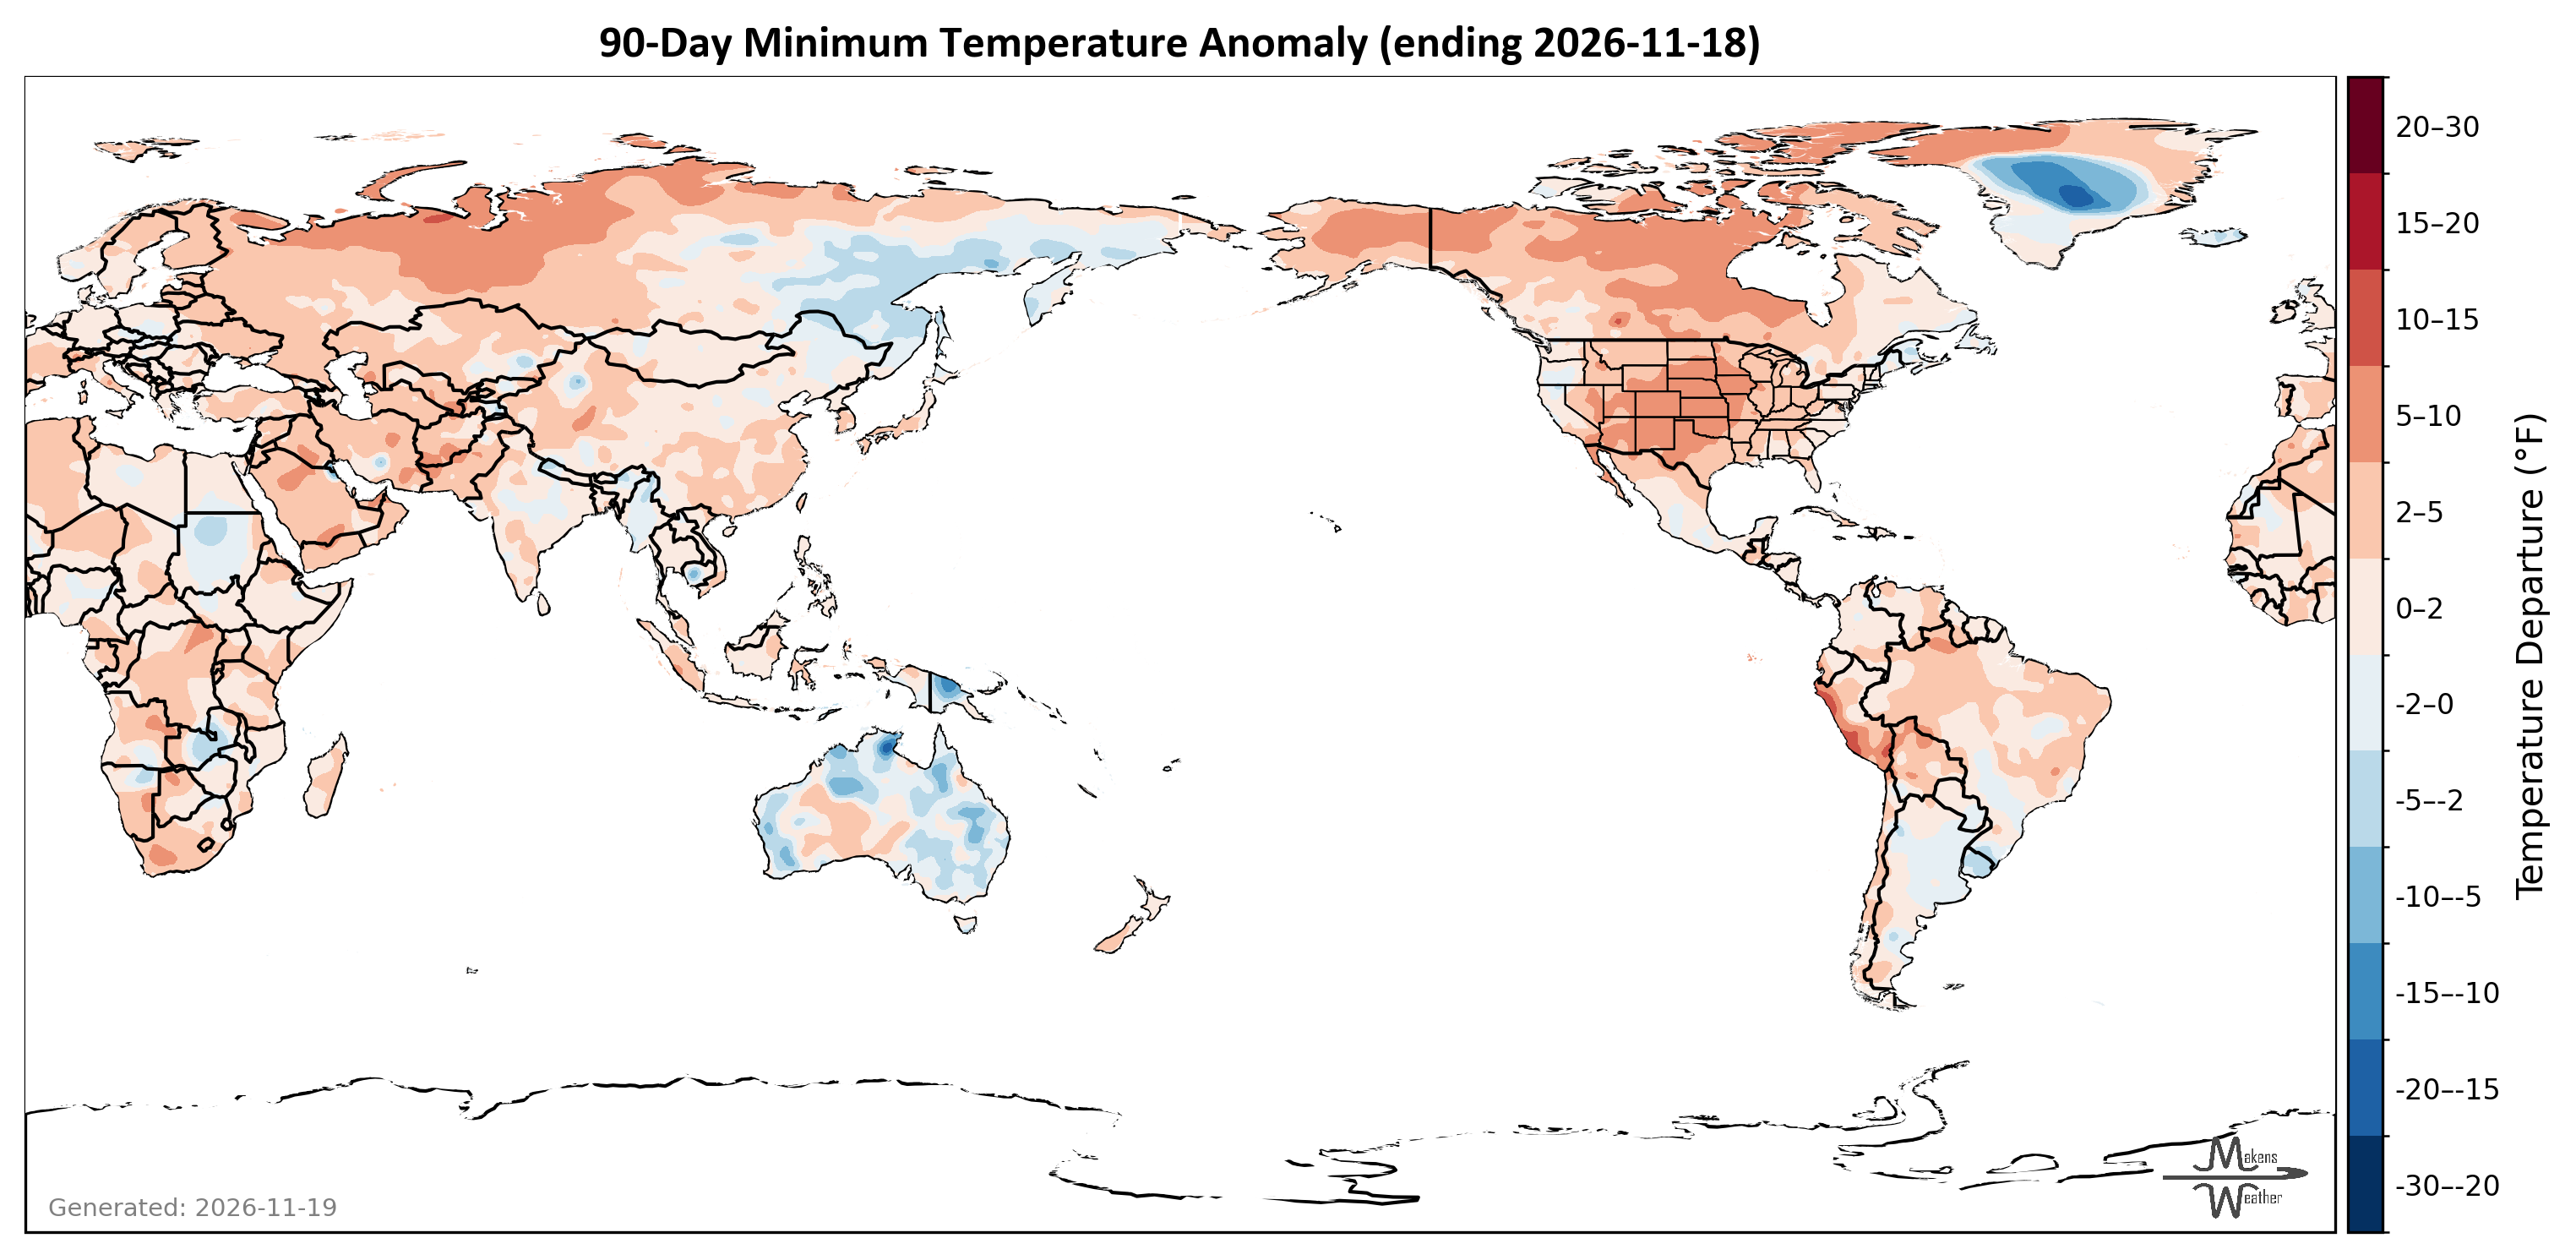 90-Day Minimum Temperature Anomaly (ending 2026-11-18)
20–30
15–20
10–15
5–10
2–5
0–2
-2–0
-5–-2
-10–-5
-15–-10
-20–-15
-30–-20
Temperature Departure (°F)
Generated: 2026-11-19
Makens
Weather